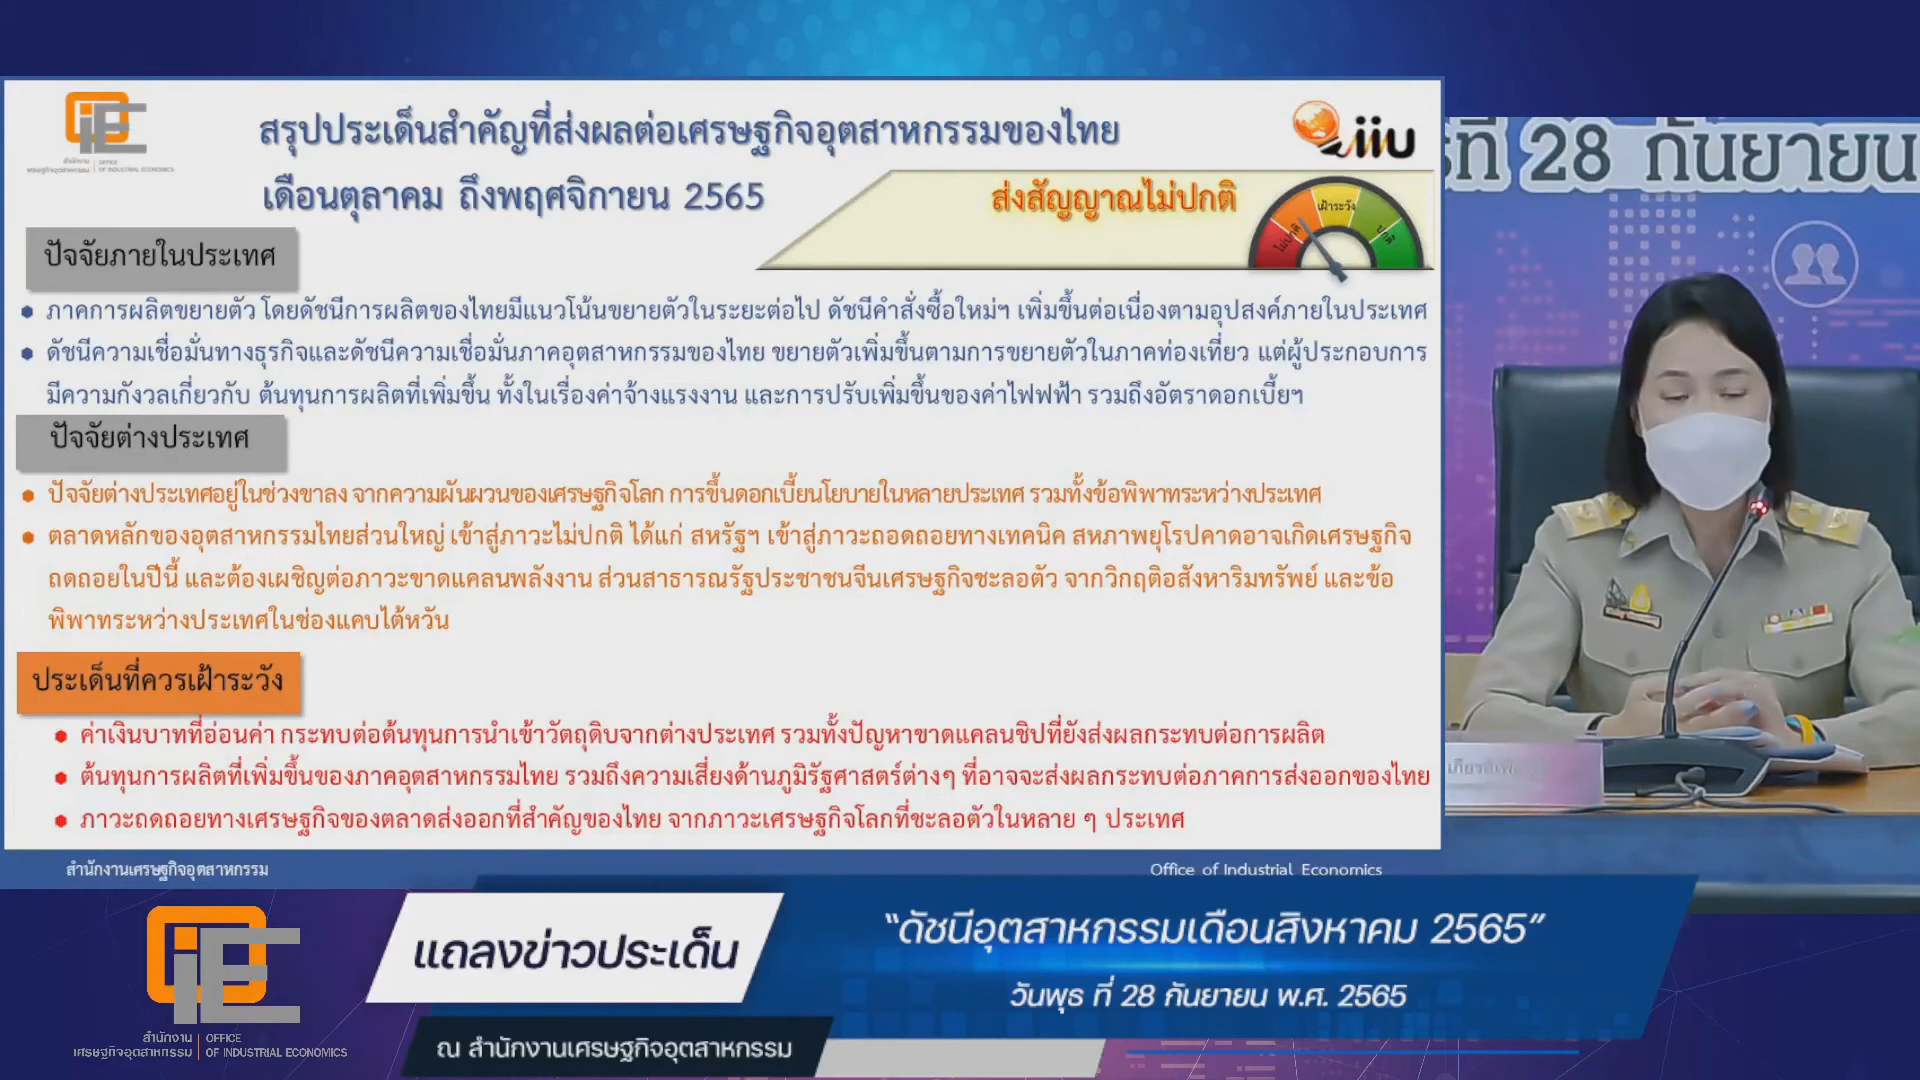 สรุปประเด็นสำคัญที่ส่งผลต่อเศรษฐกิจอุตสาหกรรมของไทย
เดือนตุลาคม ถึงพฤศจิกายน 2565
สำนักงาน
เศรษฐกิจอุตสาหกรรม
OFFICE
OF INDUSTRIAL ECONOMICS
iiu
ส่งสัญญาณไม่ปกติ
ไม่ปกติ
เฝ้าระวัง
ปกติ
ที่ 28 กันยายน
ปัจจัยภายในประเทศ
ภาคการผลิตขยายตัว โดยดัชนีการผลิตของไทยมีแนวโน้มขยายตัวในระยะต่อไป ดัชนีคำสั่งซื้อใหม่ฯ เพิ่มขึ้นต่อเนื่องตามอุปสงค์ภายในประเทศ
ดัชนีความเชื่อมั่นทางธุรกิจและดัชนีความเชื่อมั่นภาคอุตสาหกรรมของไทย ขยายตัวเพิ่มขึ้นตามการขยายตัวในภาคท่องเที่ยว แต่ผู้ประกอบการ
มีความกังวลเกี่ยวกับ ต้นทุนการผลิตที่เพิ่มขึ้น ทั้งในเรื่องค่าจ้างแรงงาน และการปรับเพิ่มขึ้นของค่าไฟฟ้า รวมถึงอัตราดอกเบี้ยฯ
ปัจจัยต่างประเทศ
ปัจจัยต่างประเทศอยู่ในช่วงขาลง จากความผันผวนของเศรษฐกิจโลก การขึ้นดอกเบี้ยนโยบายในหลายประเทศ รวมทั้งข้อพิพาทระหว่างประเทศ
ตลาดหลักของอุตสาหกรรมไทยส่วนใหญ่ เข้าสู่ภาวะไม่ปกติ ได้แก่ สหรัฐฯ เข้าสู่ภาวะถอดถอยทางเทคนิค สหภาพยุโรปคาดอาจเกิดเศรษฐกิจ
ถดถอยในปีนี้ และต้องเผชิญต่อภาวะขาดแคลนพลังงาน ส่วนสาธารณรัฐประชาชนจีนเศรษฐกิจชะลอตัว จากวิกฤติอสังหาริมทรัพย์ และข้อ
พิพาทระหว่างประเทศในช่องแคบไต้หวัน
ประเด็นที่ควรเฝ้าระวัง
ค่าเงินบาทที่อ่อนค่า กระทบต่อต้นทุนการนำเข้าวัตถุดิบจากต่างประเทศ รวมทั้งปัญหาขาดแคลนชิปที่ยังส่งผลกระทบต่อการผลิต
ต้นทุนการผลิตที่เพิ่มขึ้นของภาคอุตสาหกรรมไทย รวมถึงความเสี่ยงด้านภูมิรัฐศาสตร์ต่างๆ ที่อาจจะส่งผลกระทบต่อภาคการส่งออกของไทย
ภาวะถดถอยทางเศรษฐกิจของตลาดส่งออกที่สำคัญของไทย จากภาวะเศรษฐกิจโลกที่ชะลอตัวในหลาย ๆ ประเทศ
สำนักงานเศรษฐกิจอุตสาหกรรม
Office of Industrial Economics
แถลงข่าวประเด็น
“ดัชนีอุตสาหกรรมเดือนสิงหาคม 2565”
วันพุธ ที่ 28 กันยายน พ.ศ. 2565
ณ สำนักงานเศรษฐกิจอุตสาหกรรม
สำนักงาน
เศรษฐกิจอุตสาหกรรม
OFFICE
OF INDUSTRIAL ECONOMICS